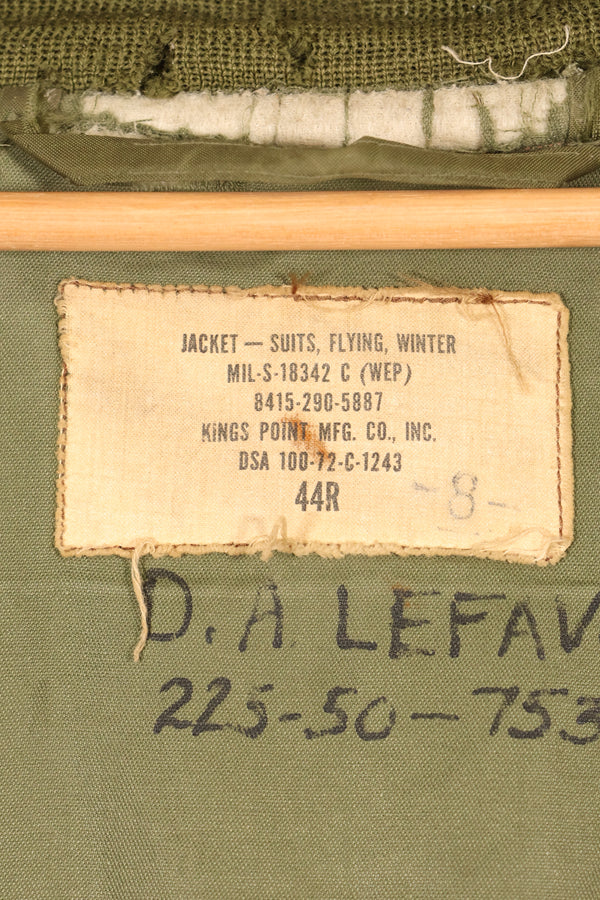 JACKET — SUITS, FLYING, WINTER
MIL-S-18342 C (WEP)
8415-290-5887
KINGS POINT MFG. CO., INC.
DSA 100-72-C-1243
44R
-8-
D.A LEFAV
225-50-753